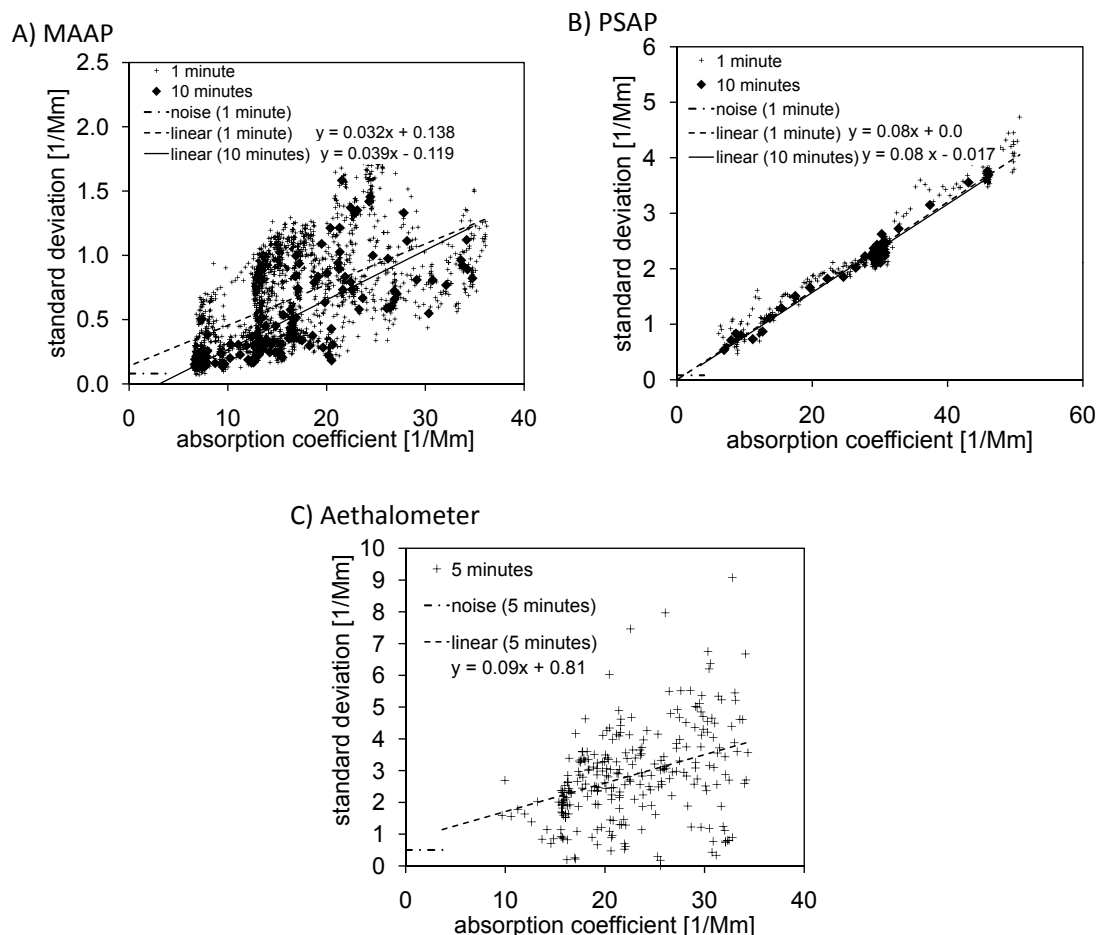 A) MAAP
2.5
2.0
1.5
1.0
0.5
0.0
standard deviation [1/Mm]
1 minute
10 minutes
noise (1 minute)
linear (1 minute) y = 0.032x + 0.138
linear (10 minutes) y = 0.039x - 0.119
0 10 20 30 40
absorption coefficient [1/Mm]
B) PSAP
6
5
4
3
2
1
0
standard deviation [1/Mm]
1 minute
10 minutes
noise (1 minute)
linear (1 minute) y = 0.08x + 0.0
linear (10 minutes) y = 0.08 x - 0.017
0 20 40 60
absorption coefficient [1/Mm]
C) Aethalometer
10
9
8
7
6
5
4
3
2
1
0
standard deviation [1/Mm]
5 minutes
noise (5 minutes)
linear (5 minutes)
y = 0.09x + 0.81
0 10 20 30 40
absorption coefficient [1/Mm]